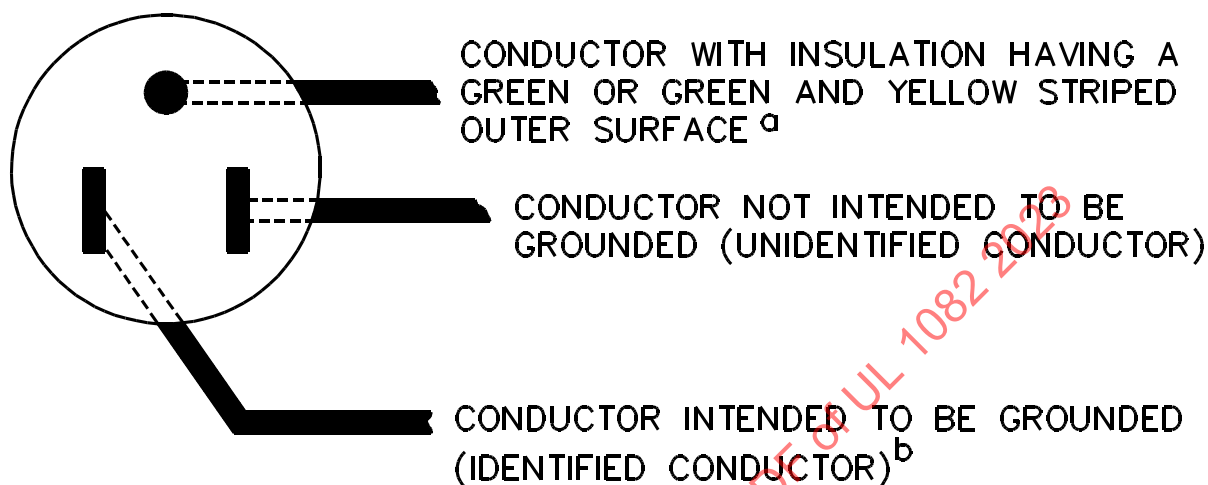 CONDUCTOR WITH INSULATION HAVING A
GREEN OR GREEN AND YELLOW STRIPED
OUTER SURFACE a
CONDUCTOR NOT INTENDED TO BE
GROUNDED (UNIDENTIFIED CONDUCTOR)
CONDUCTOR INTENDED TO BE GROUNDED
(IDENTIFIED CONDUCTOR) b
of UL 1082 2023